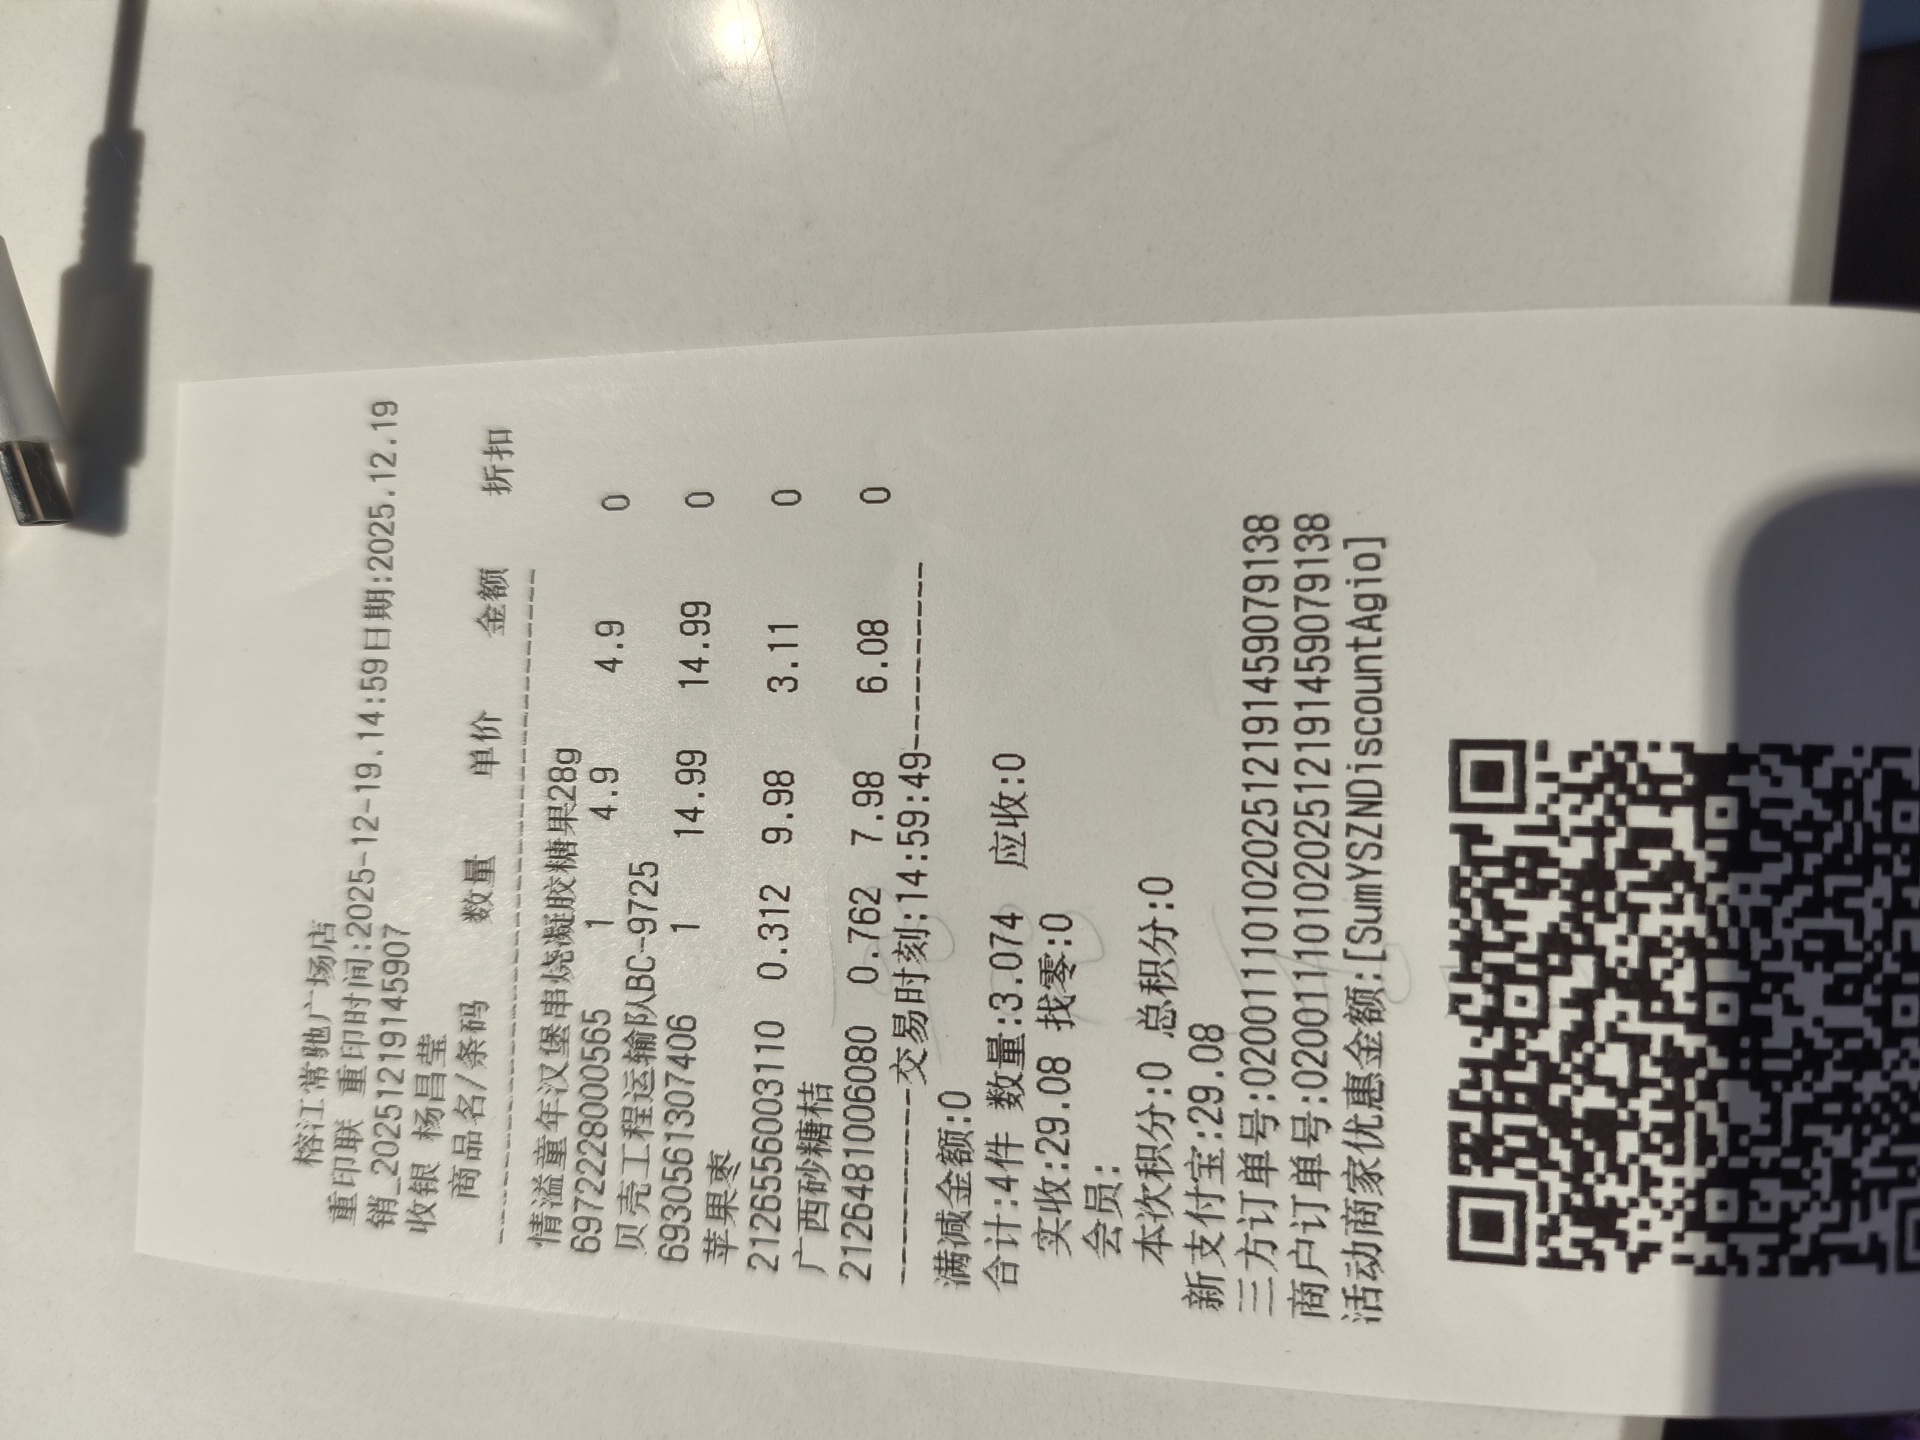 榕江常驰广场店
重印联 重印时间:2025-12-19.14:59日期:2025.12.19
销_20251219145907
收银 杨昌莹
商品名/条码 数量 单价 金额 折扣
情溢童年汉堡串烧凝胶糖果28g
69722228000565 1 4.9 4.9 0
贝壳工程运输队BC-9725
6930561307406 1 14.99 14.99 0
苹果枣
2126556003110 0.312 9.98 3.11 0
广西砂糖桔
2126481006080 0.762 7.98 6.08 0
----------交易时刻:14:59:49----------
满减金额:0
合计:4件 数量:3.074 应收:0
实收:29.08 找零:0
会员:
本次积分:0 总积分:0
新支付宝:29.08
三方订单号:020011101020251219145907 9138
商户订单号:020011101020251219145907 9138
活动商家优惠金额:[SumYSZNDiscountAgio]